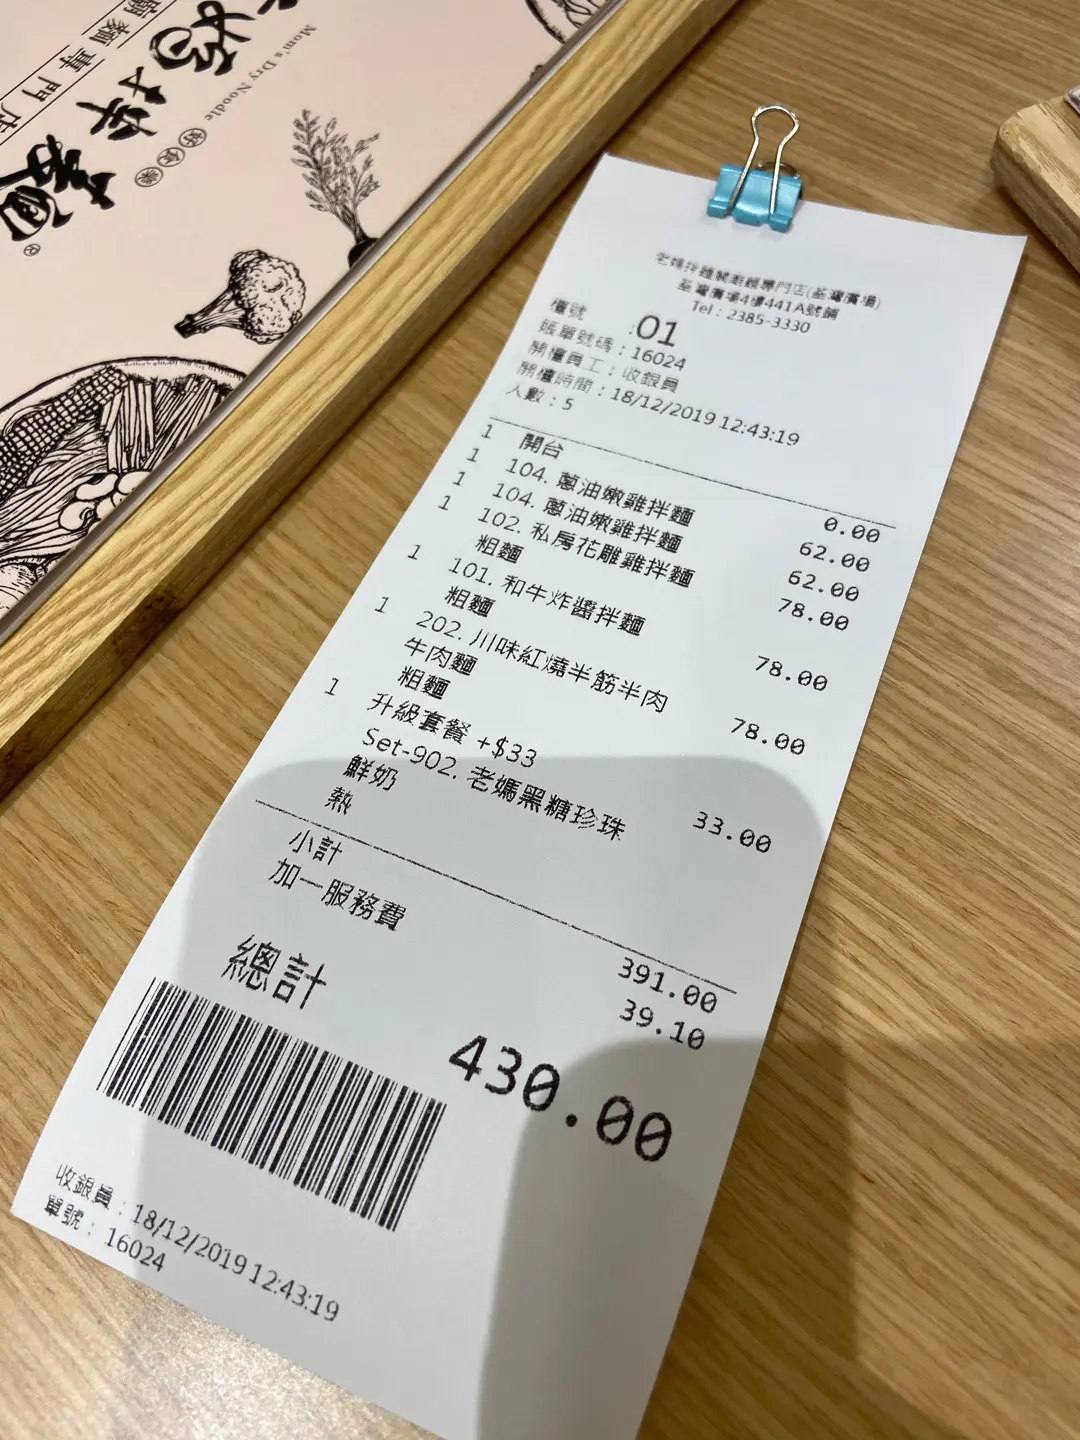 老媽拌麵
麵專門店
Mom's Dry Noodle
®
老媽拌麵關廟麵專門店(荃灣廣場)
荃灣廣場4樓441A號舖
Tel : 2385-3330
檯號 :01
賬單號碼：16024
開檯員工：收銀員
開檯時間：18/12/2019 12:43:19
人數：5
1 開台 0.00
1 104. 蔥油嫩雞拌麵 62.00
1 104. 蔥油嫩雞拌麵 62.00
1 102. 私房花雕雞拌麵 78.00
粗麵
1 101. 和牛炸醬拌麵 78.00
粗麵
1 202. 川味紅燒半筋半肉 78.00
牛肉麵
粗麵
1 升級套餐 +$33 33.00
Set-902. 老媽黑糖珍珠
鮮奶
熱
小計 391.00
加一服務費 39.10
總計 430.00
收銀員：18/12/2019 12:43:19
單號：16024